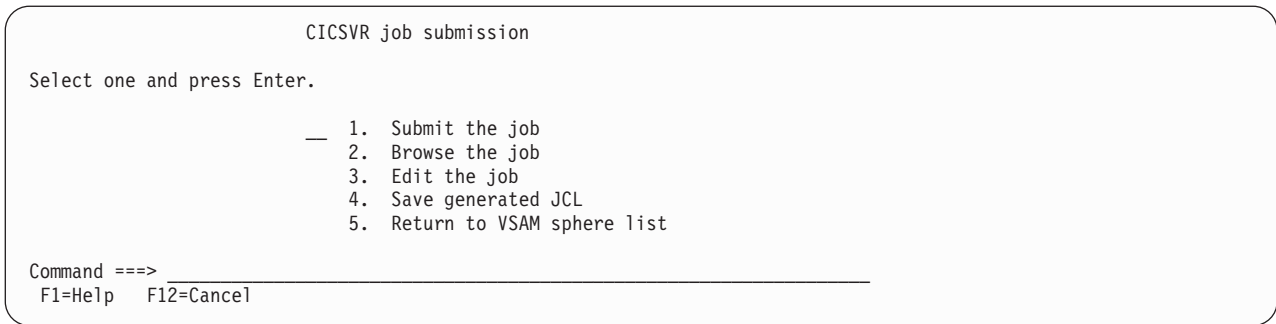 CICSVR job submission
Select one and press Enter.
__ 1. Submit the job
2. Browse the job
3. Edit the job
4. Save generated JCL
5. Return to VSAM sphere list
Command ===> ______________________________________________________________
F1=Help F12=Cancel